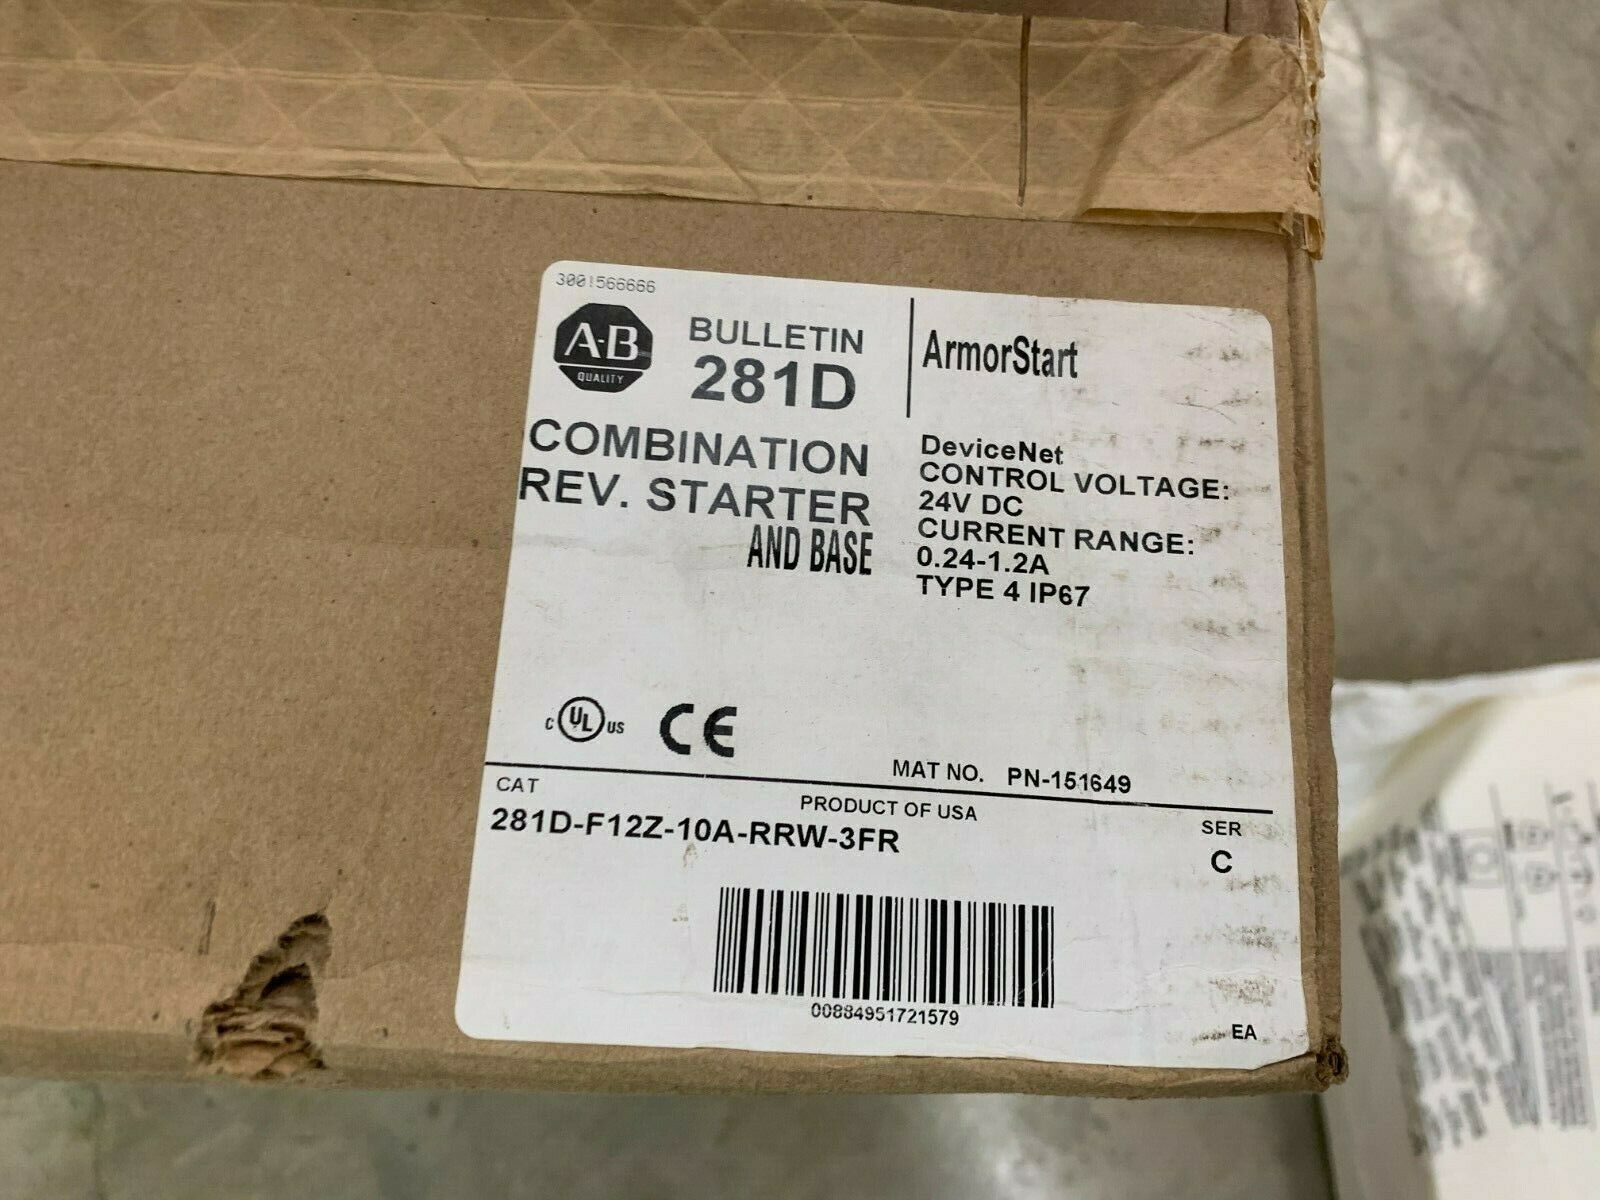 3001566666
A-B
QUALITY
BULLETIN
281D
COMBINATION
REV. STARTER
AND BASE
ArmorStart
DeviceNet
CONTROL VOLTAGE:
24V DC
CURRENT RANGE:
0.24-1.2A
TYPE 4 IP67
C UL US CE
MAT NO. PN-151649
CAT
PRODUCT OF USA
281D-F12Z-10A-RRW-3FR
SER
C
00884951721579
EA